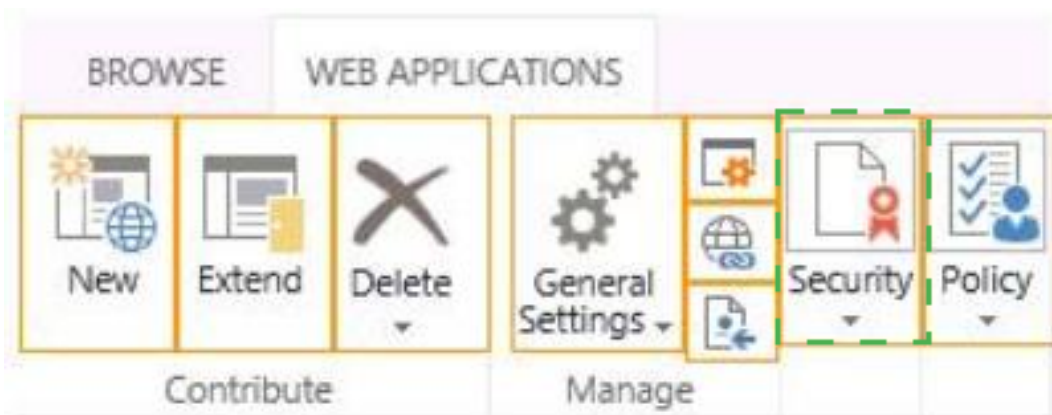 BROWSE
WEB APPLICATIONS
New
Extend
Delete
General
Settings
Security
Policy
Contribute
Manage